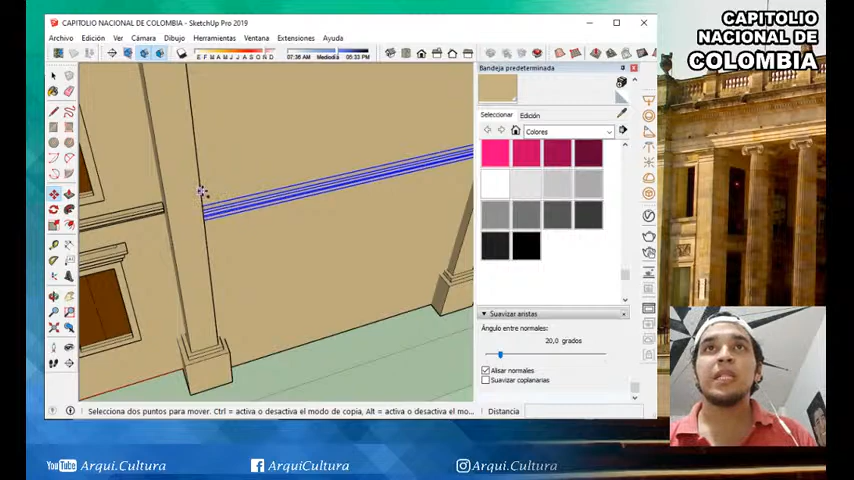 CAPITOLIO NACIONAL DE COLOMBIA - SketchUp Pro 2019
Archivo Edición Ver Cámara Dibujo Herramientas Ventana Extensiones Ayuda
E F M A M J J A S O N D 07:36 AM Mediodía 05:33 PM
Bandeja predeterminada
Seleccionar Edición
Colores
Suavizar aristas
Ángulo entre normales:
20,0 grados
Alisar normales
Suavizar coplanarias
Selecciona dos puntos para mover. Ctrl = activa o desactiva el modo de copia, Alt = activa o desactiva el mo...
Distancia
CAPITOLIO
NACIONAL DE
COLOMBIA
YouTube Arqui.Cultura
ArquiCultura
Arqui.Cultura